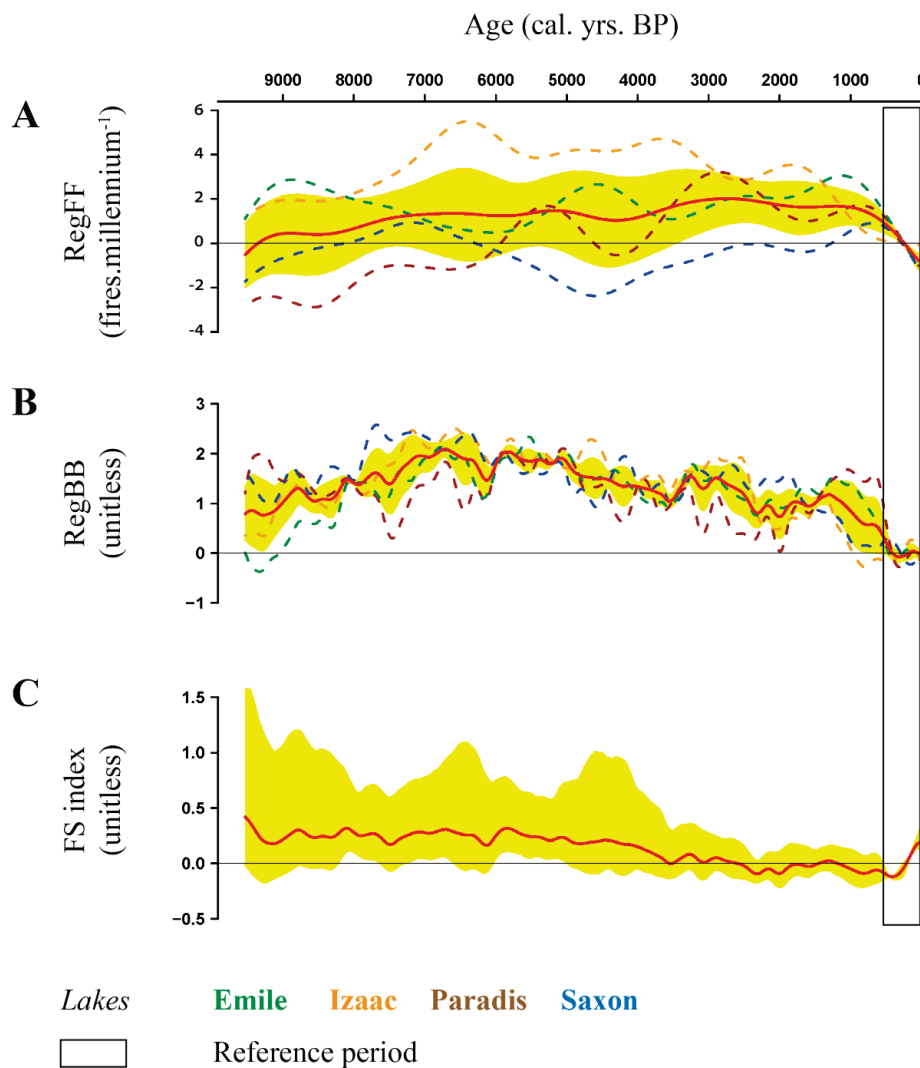 Age (cal. yrs. BP)
9000 8000 7000 6000 5000 4000 3000 2000 1000 0
A
RegFF
(fires.millennium⁻¹)
6
4
2
0
-2
-4
B
RegBB
(unitless)
3
2
1
0
−1
C
FS index
(unitless)
1.5
1.0
0.5
0.0
−0.5
Lakes Emile Izaac Paradis Saxon
Reference period